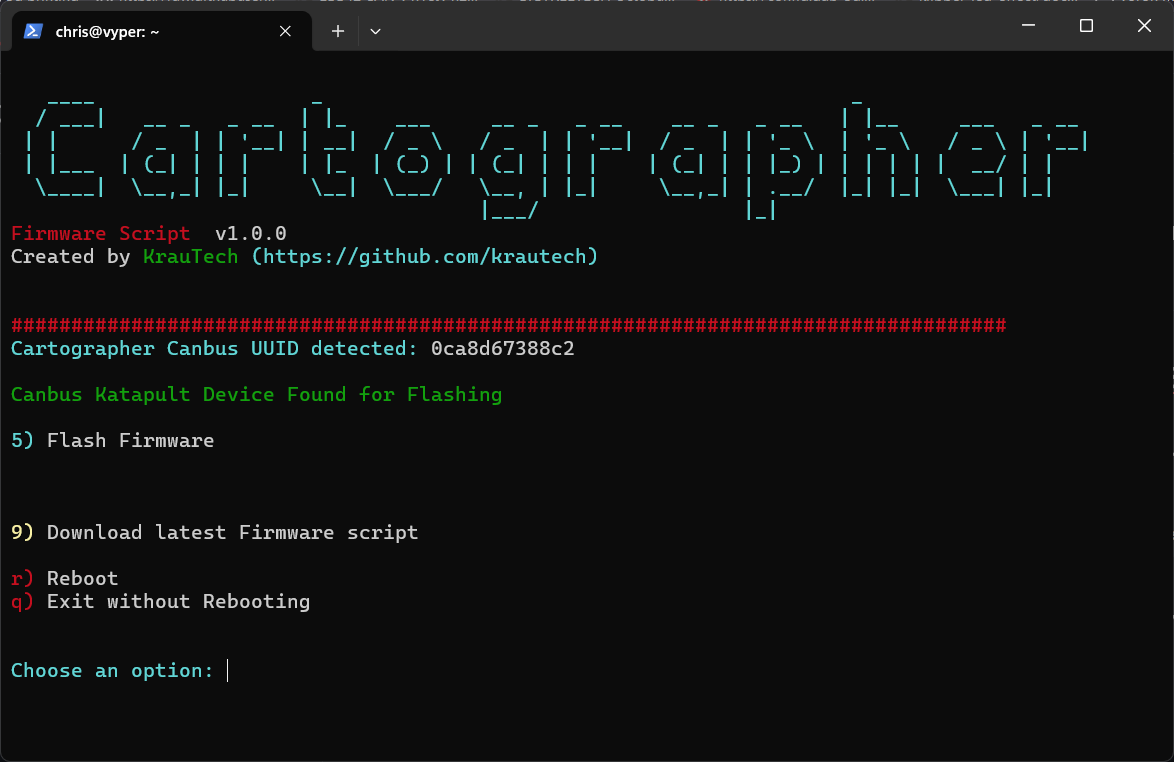 chris@vyper: ~
Cartographer
Firmware Script v1.0.0
Created by KrauTech (https://github.com/krautech)
###################################################################################
Cartographer Canbus UUID detected: 0ca8d67388c2
Canbus Katapult Device Found for Flashing
5) Flash Firmware
9) Download latest Firmware script
r) Reboot
q) Exit without Rebooting
Choose an option: